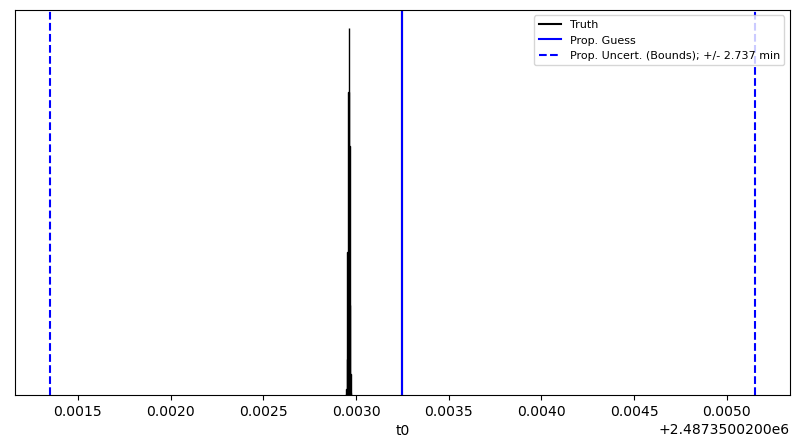 Truth
Prop. Guess
Prop. Uncert. (Bounds); +/- 2.737 min
0.0015 0.0020 0.0025 0.0030 0.0035 0.0040 0.0045 0.0050
t0
+2.4873500200e6